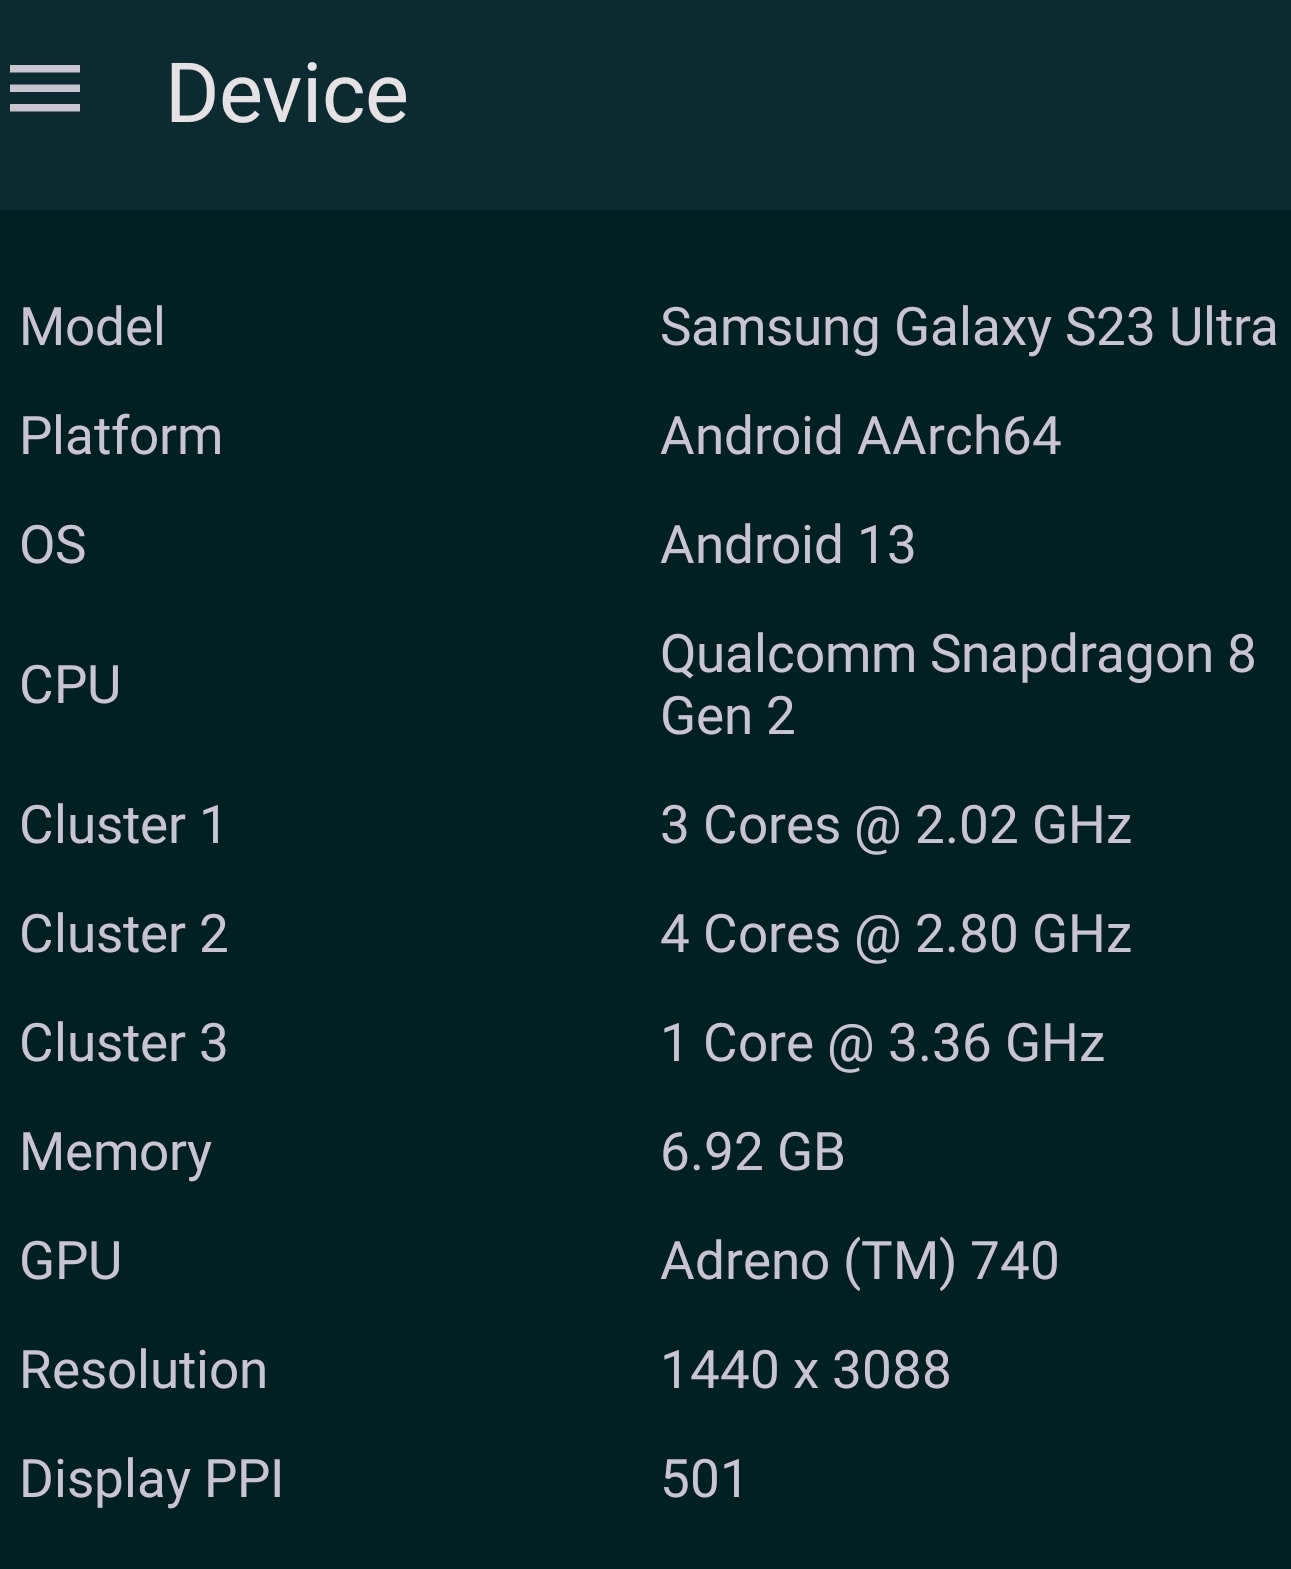 Device
Model Samsung Galaxy S23 Ultra
Platform Android AArch64
OS Android 13
CPU Qualcomm Snapdragon 8
Gen 2
Cluster 1 3 Cores @ 2.02 GHz
Cluster 2 4 Cores @ 2.80 GHz
Cluster 3 1 Core @ 3.36 GHz
Memory 6.92 GB
GPU Adreno (TM) 740
Resolution 1440 x 3088
Display PPI 501